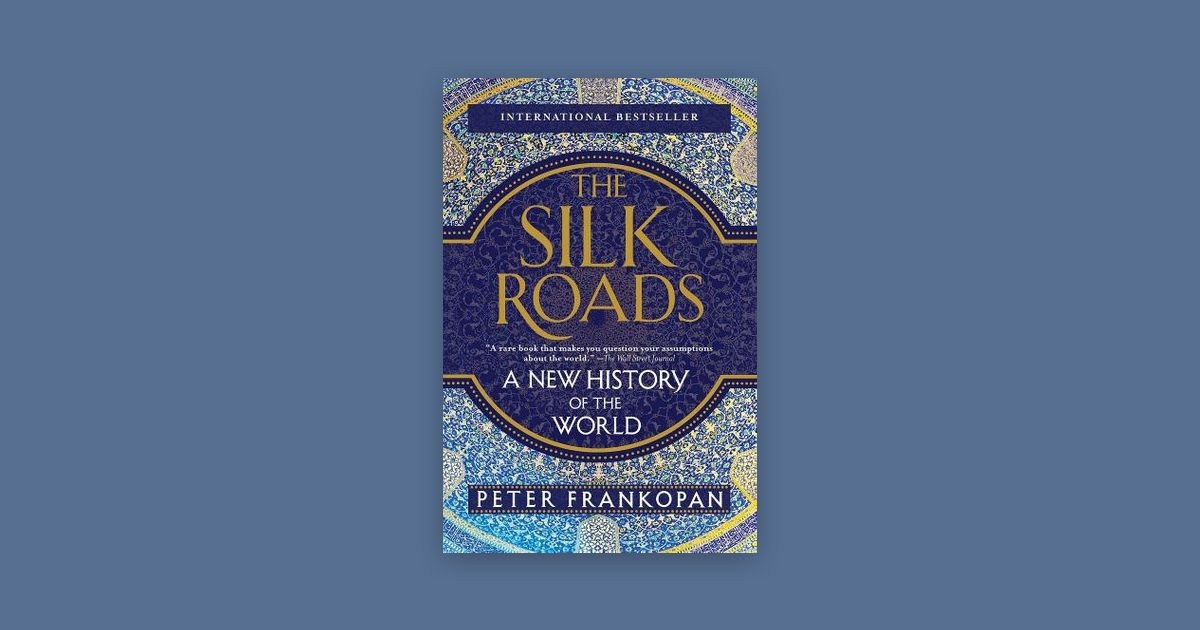 INTERNATIONAL BESTSELLER
THE
SILK
ROADS
"A rare book that makes you question your assumptions
about the world." —The Wall Street Journal
A NEW HISTORY
OF THE
WORLD
PETER FRANKOPAN